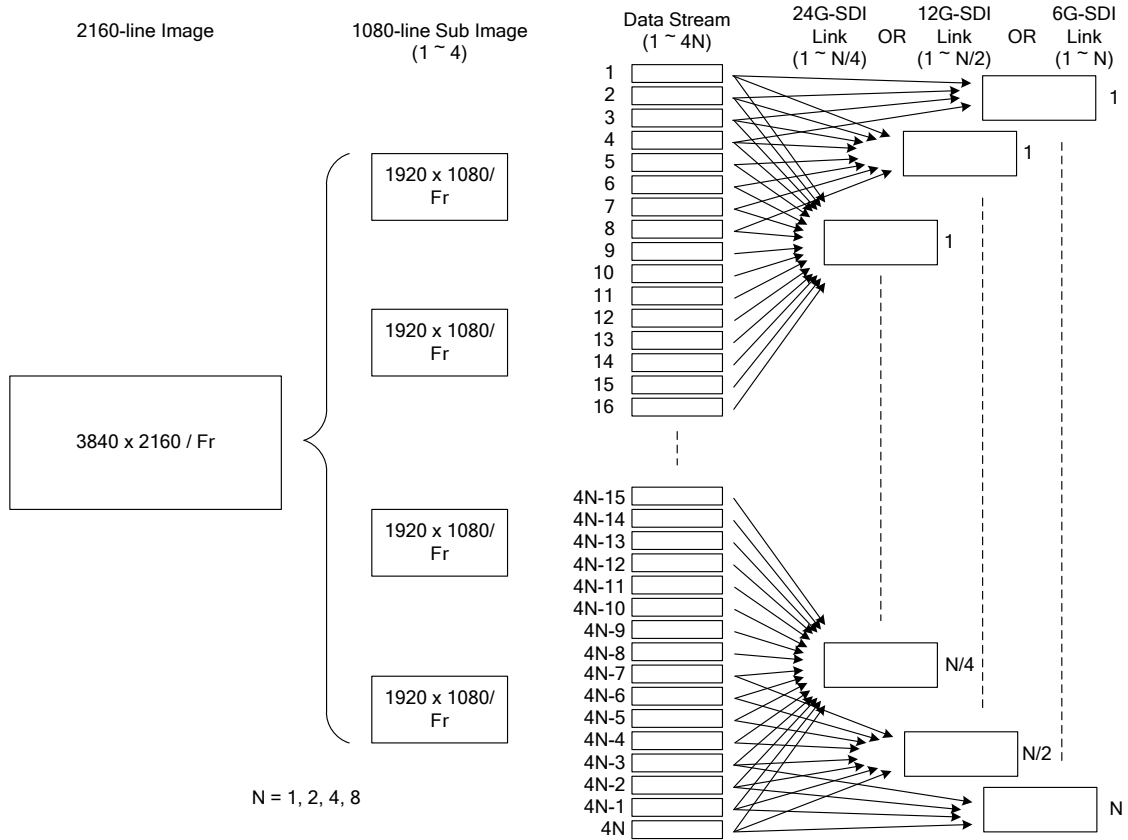 2160-line Image
1080-line Sub Image
(1 ~ 4)
Data Stream
(1 ~ 4N)
24G-SDI
Link
(1 ~ N/4)
OR
12G-SDI
Link
(1 ~ N/2)
OR
6G-SDI
Link
(1 ~ N)
3840 x 2160 / Fr
1920 x 1080/
Fr
1920 x 1080/
Fr
1920 x 1080/
Fr
1920 x 1080/
Fr
N = 1, 2, 4, 8
1
2
3
4
5
6
7
8
9
10
11
12
13
14
15
16
4N-15
4N-14
4N-13
4N-12
4N-11
4N-10
4N-9
4N-8
4N-7
4N-6
4N-5
4N-4
4N-3
4N-2
4N-1
4N
1
1
1
N/4
N/2
N